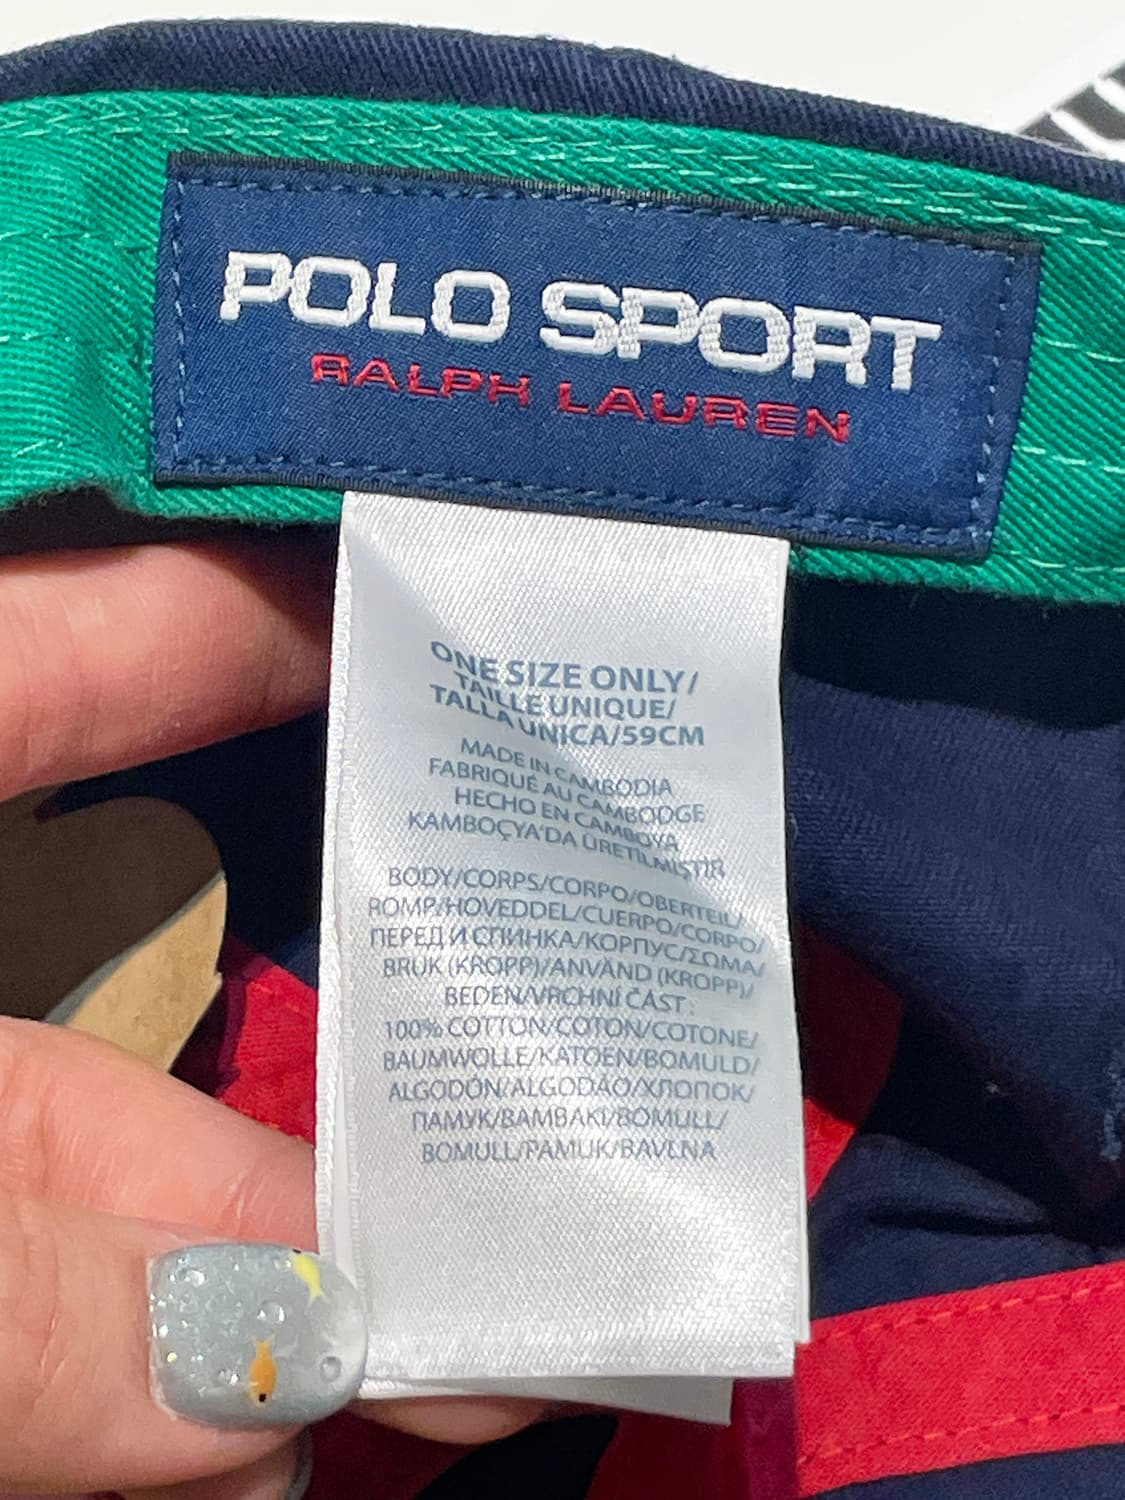 POLO SPORT
RALPH LAUREN
ONE SIZE ONLY/
TAILLE UNIQUE/
TALLA UNICA/59CM
MADE IN CAMBODIA
FABRIQUÉ AU CAMBODGE
HECHO EN CAMBOYA
KAMBOÇYA'DA ÜRETILMIŞTIR
BODY/CORPS/CORPO/OBERTEIL/
ROMP/HOVEDDEL/CUERPO/CORPO/
ПЕРЕД И СПИНКА/КОРПУС/ΣΩΜΑ/
BRUK (KROPP)/ANVÄND (KROPP)/
BEDEN/VRCHNÍ ČÁST :
100% COTTON/COTON/COTONE/
BAUMWOLLE/KATOEN/BOMULD/
ALGODÓN/ALGODÃO/ХЛОПОК/
ПАМУК/ΒΑΜΒΑΚΙ/BOMULL/
BOMULL/PAMUK/BAVLNA